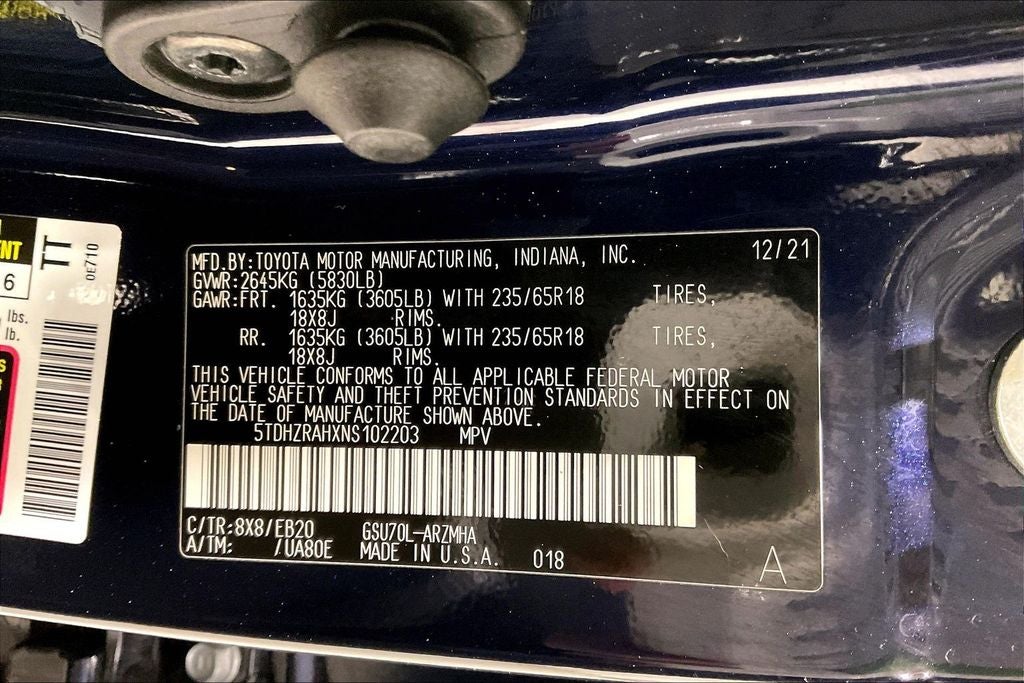 NT
6
lbs.
lb.
TT
0E710
MFD.BY:TOYOTA MOTOR MANUFACTURING, INDIANA, INC. 12/21
GVWR:2645KG (5830LB)
GAWR:FRT. 1635KG (3605LB) WITH 235/65R18 TIRES,
18X8J RIMS.
RR. 1635KG (3605LB) WITH 235/65R18 TIRES,
18X8J RIMS.
THIS VEHICLE CONFORMS TO ALL APPLICABLE FEDERAL MOTOR
VEHICLE SAFETY AND THEFT PREVENTION STANDARDS IN EFFECT ON
THE DATE OF MANUFACTURE SHOWN ABOVE.
5TDHZRAHXNS102203 MPV
C/TR:8X8/EB20 GSU70L-ARZMHA
A/TM: /UA80E MADE IN U.S.A. 018 A